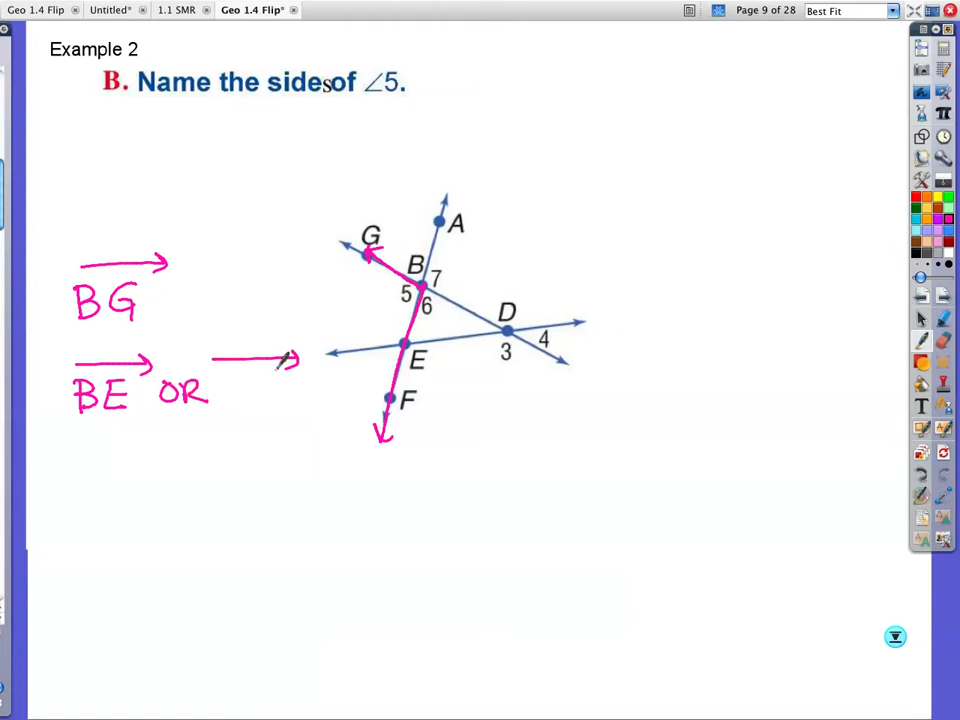 Geo 1.4 Flip Untitled* 1.1 SMR Geo 1.4 Flip* Page 9 of 28 Best Fit
Example 2
B. Name the sides of ∠5.
A
G
B 7
5 6
D
4
3
E
F
BG
BE OR
T